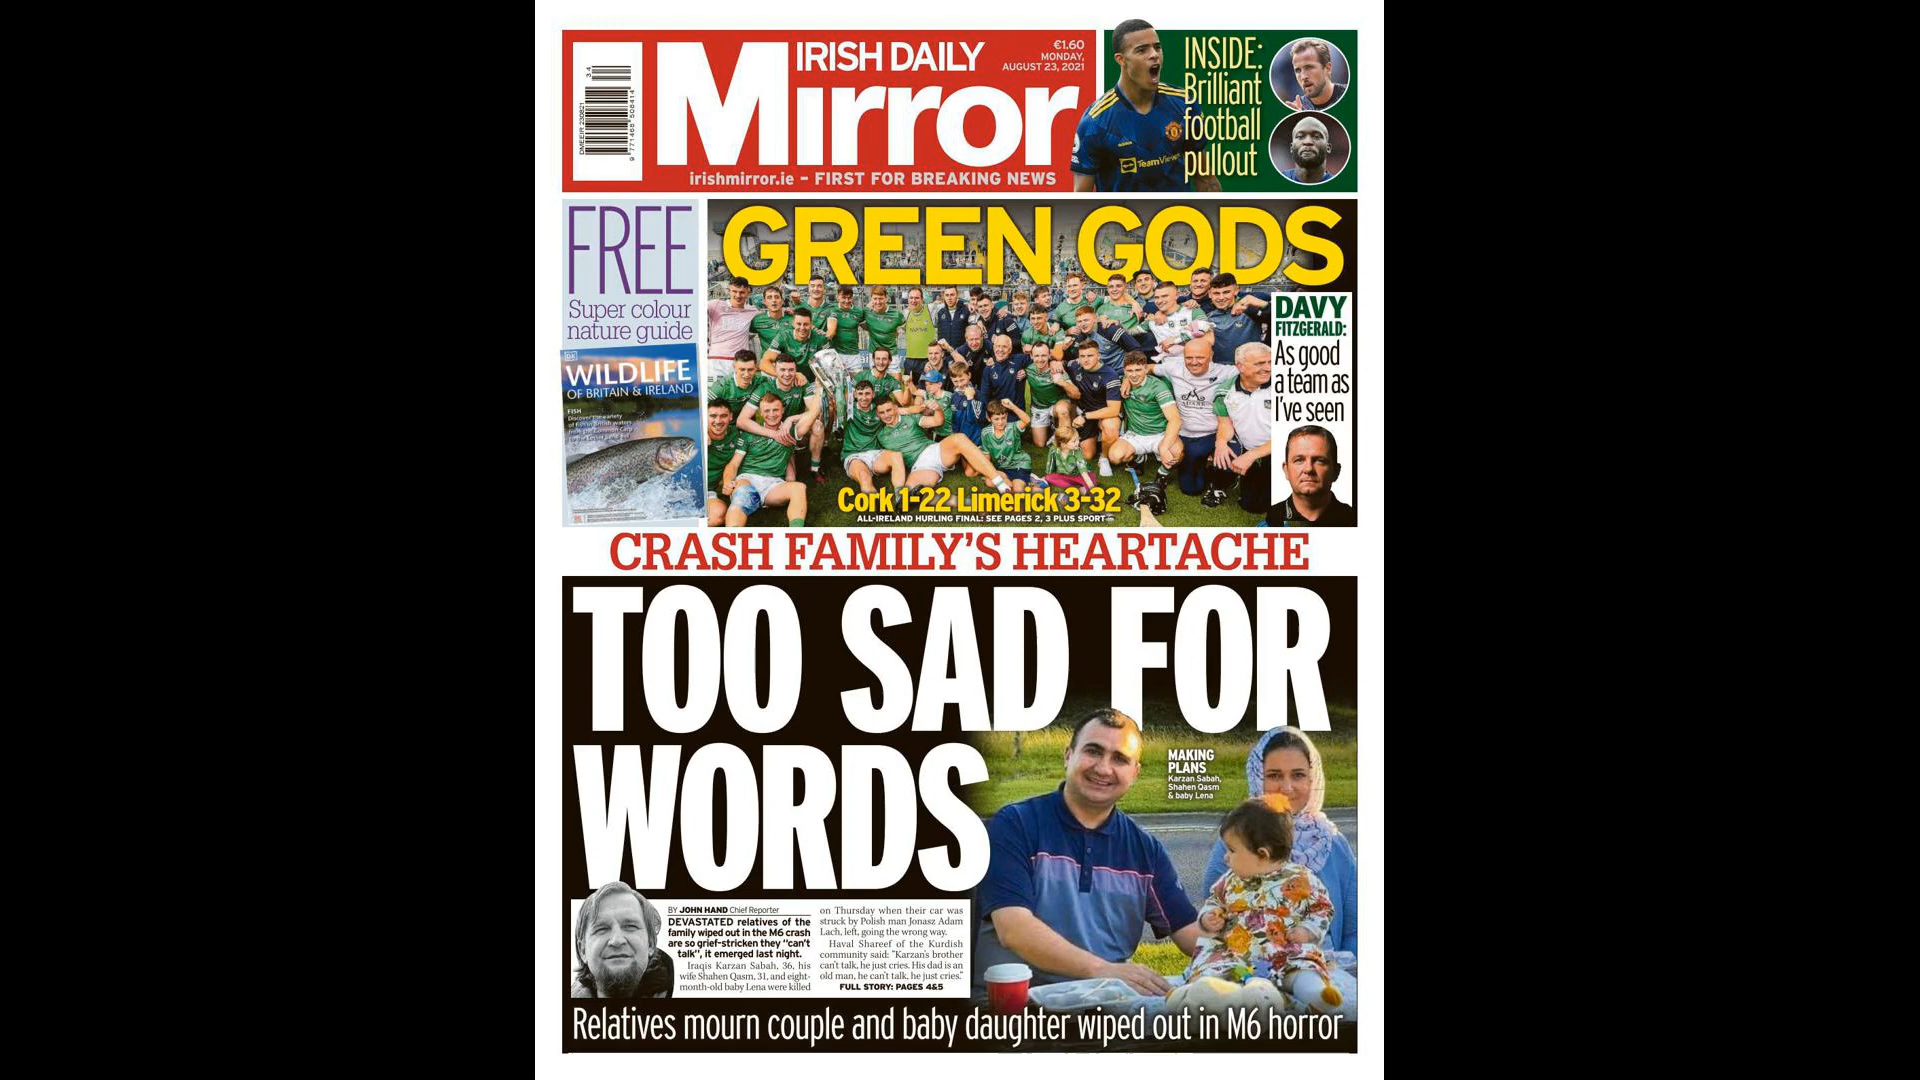 IRISH DAILY
Mirror
€1.60
MONDAY,
AUGUST 23, 2021
irishmirror.ie – FIRST FOR BREAKING NEWS
INSIDE:
Brilliant
football
pullout
TeamView
FREE
Super colour
nature guide
WILDLIFE
OF BRITAIN & IRELAND
FISH
GREEN GODS
DAVY
FITZGERALD:
As good
a team as
I've seen
Cork 1-22 Limerick 3-32
ALL-IRELAND HURLING FINAL: SEE PAGES 2, 3 PLUS SPORT
CRASH FAMILY'S HEARTACHE
TOO SAD FOR
WORDS
MAKING
PLANS
Karzan Sabah,
Shahen Qasm
& baby Lena
BY JOHN HAND Chief Reporter
DEVASTATED relatives of the
family wiped out in the M6 crash
are so grief-stricken they "can't
talk", it emerged last night.
Iraqis Karzan Sabah, 36, his
wife Shahen Qasm, 31, and eight-
month-old baby Lena were killed
on Thursday when their car was
struck by Polish man Jonasz Adam
Lach, left, going the wrong way.
Haval Shareef of the Kurdish
community said: "Karzan's brother
can't talk, he just cries. His dad is an
old man, he can't talk, he just cries."
FULL STORY: PAGES 4&5
Relatives mourn couple and baby daughter wiped out in M6 horror